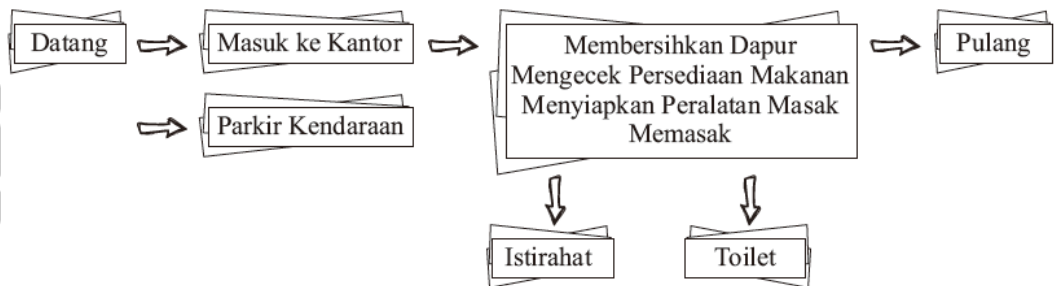 Datang
Masuk ke Kantor
Parkir Kendaraan
Membersihkan Dapur
Mengecek Persediaan Makanan
Menyiapkan Peralatan Masak
Memasak
Pulang
Istirahat
Toilet